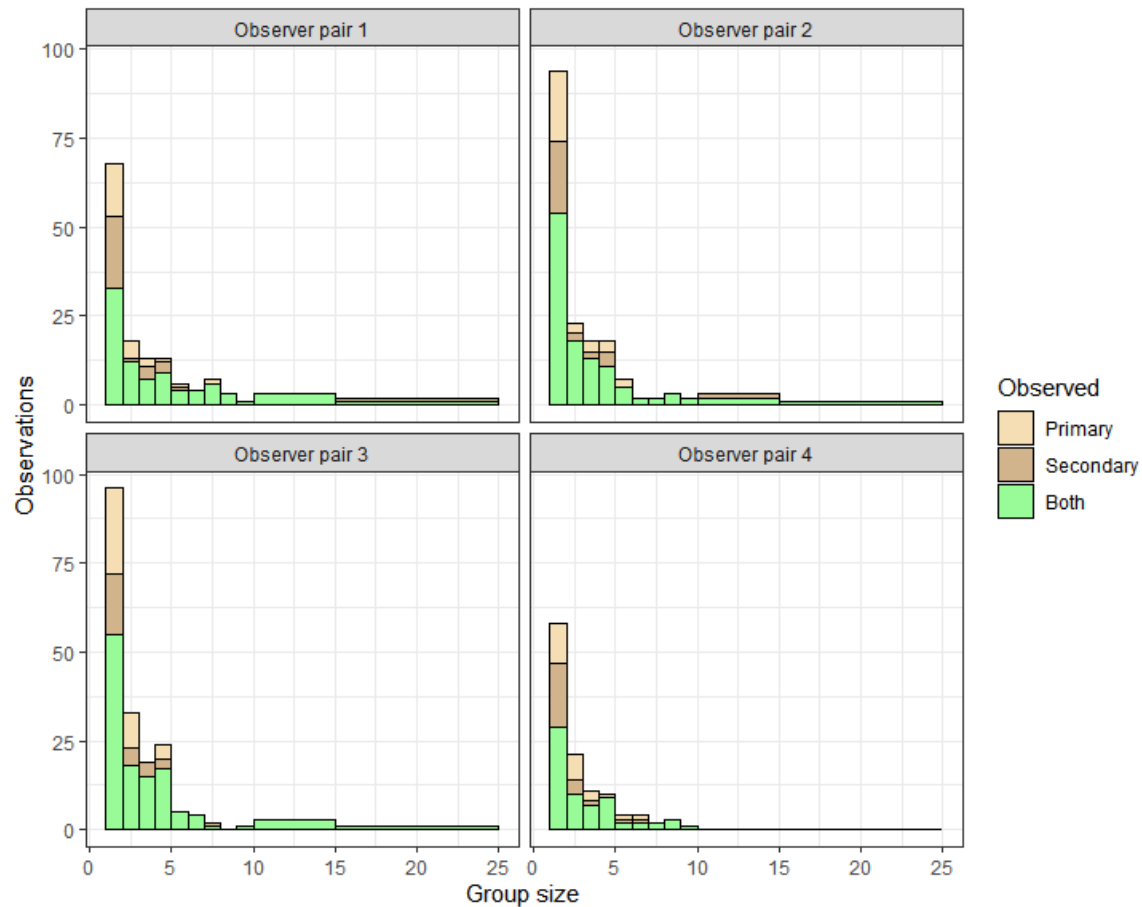 Observer pair 1
Observer pair 2
100
75
50
25
0
Observer pair 3
Observer pair 4
100
75
50
25
0
0 5 10 15 20 25
0 5 10 15 20 25
Group size
Observations
Observed
Primary
Secondary
Both